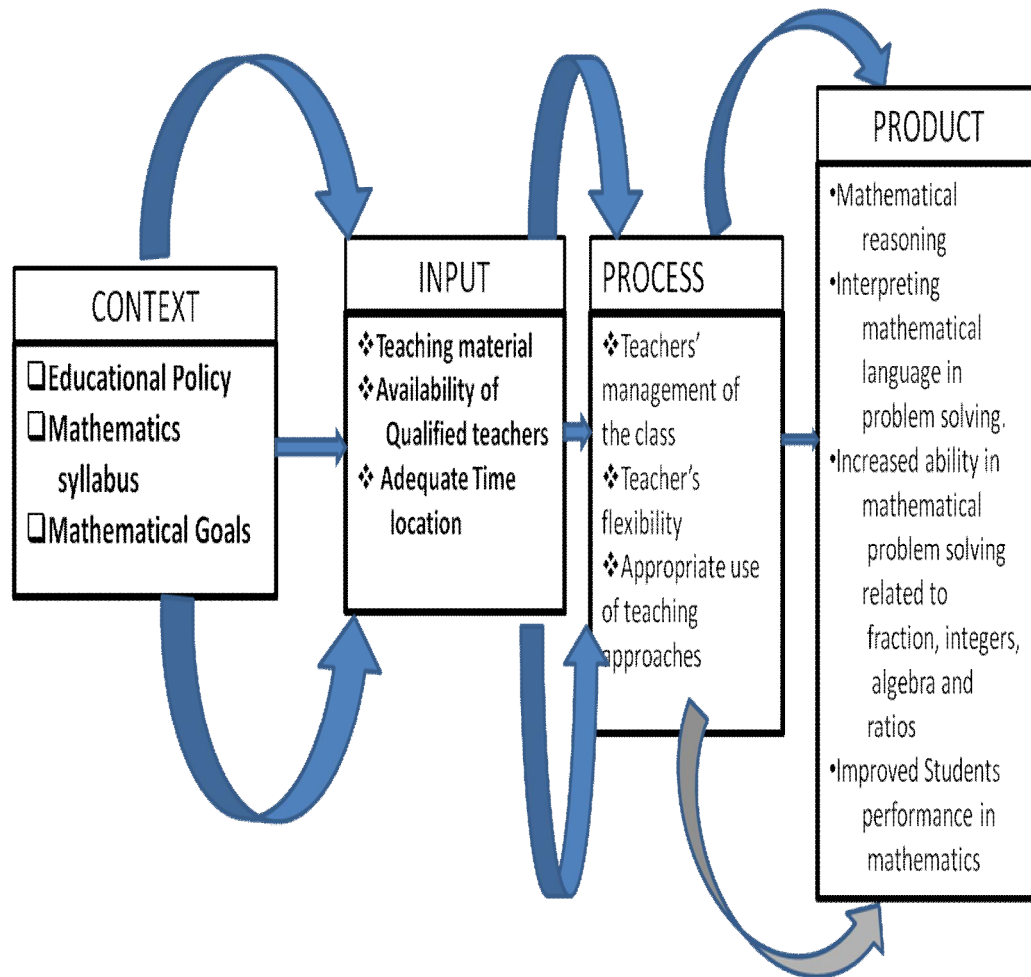 CONTEXT
❑Educational Policy
❑Mathematics
syllabus
❑Mathematical Goals
INPUT
❖Teaching material
❖Availability of
Qualified teachers
❖ Adequate Time
location
PROCESS
❖Teachers'
management of
the class
❖Teacher's
flexibility
❖Appropriate use
of teaching
approaches
PRODUCT
•Mathematical
reasoning
•Interpreting
mathematical
language in
problem solving.
•Increased ability in
mathematical
problem solving
related to
fraction, integers,
algebra and
ratios
•Improved Students
performance in
mathematics